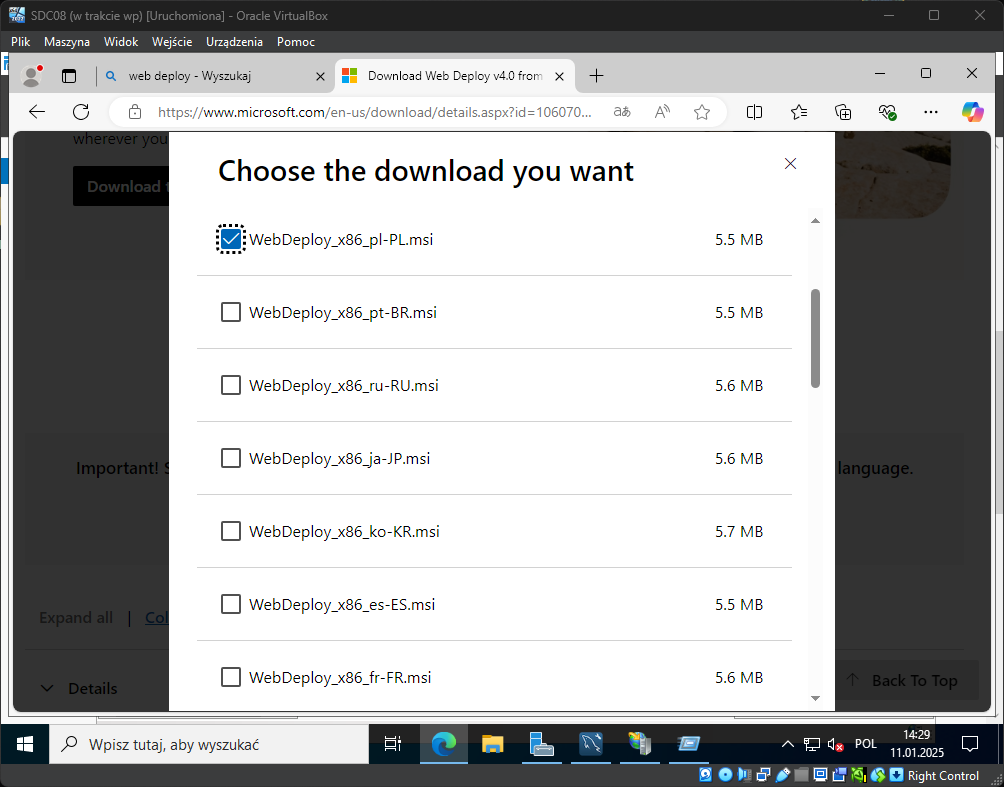 SDC08 (w trakcie wp) [Uruchomiona] - Oracle VirtualBox
Plik Maszyna Widok Wejście Urządzenia Pomoc
web deploy - Wyszukaj
Download Web Deploy v4.0 from
https://www.microsoft.com/en-us/download/details.aspx?id=106070...
wherever you
Download
Choose the download you want
WebDeploy_x86_pl-PL.msi 5.5 MB
WebDeploy_x86_pt-BR.msi 5.5 MB
WebDeploy_x86_ru-RU.msi 5.6 MB
WebDeploy_x86_ja-JP.msi 5.6 MB
Important! language.
WebDeploy_x86_ko-KR.msi 5.7 MB
WebDeploy_x86_es-ES.msi 5.5 MB
Expand all | Col
WebDeploy_x86_fr-FR.msi 5.6 MB
Details
Back To Top
Wpisz tutaj, aby wyszukać
POL
14:29
11.01.2025
Right Control